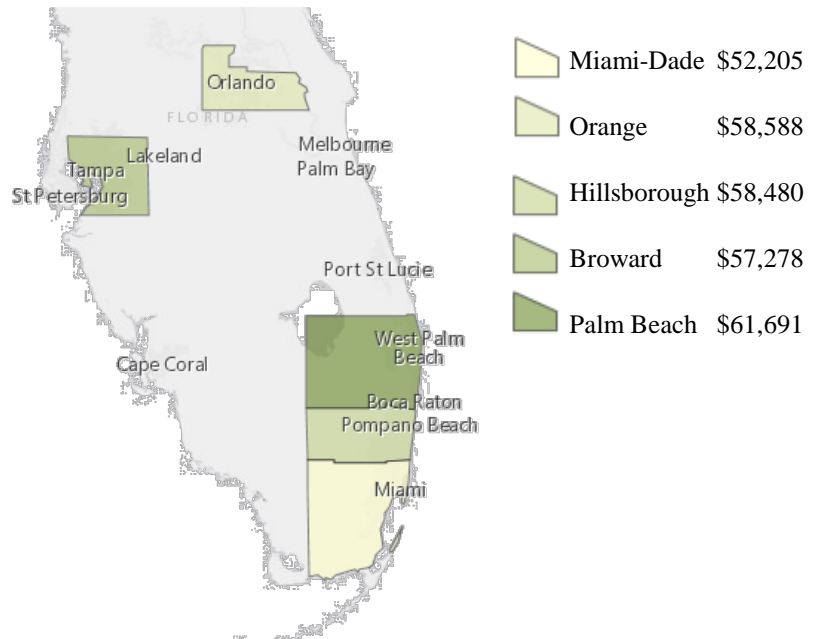 Orlando
FLORIDA
Lakeland
Tampa
St Petersburg
Melbourne
Palm Bay
Port St Lucie
West Palm
Beach
Cape Coral
Boca Raton
Pompano Beach
Miami
Miami-Dade $52,205
Orange $58,588
Hillsborough $58,480
Broward $57,278
Palm Beach $61,691